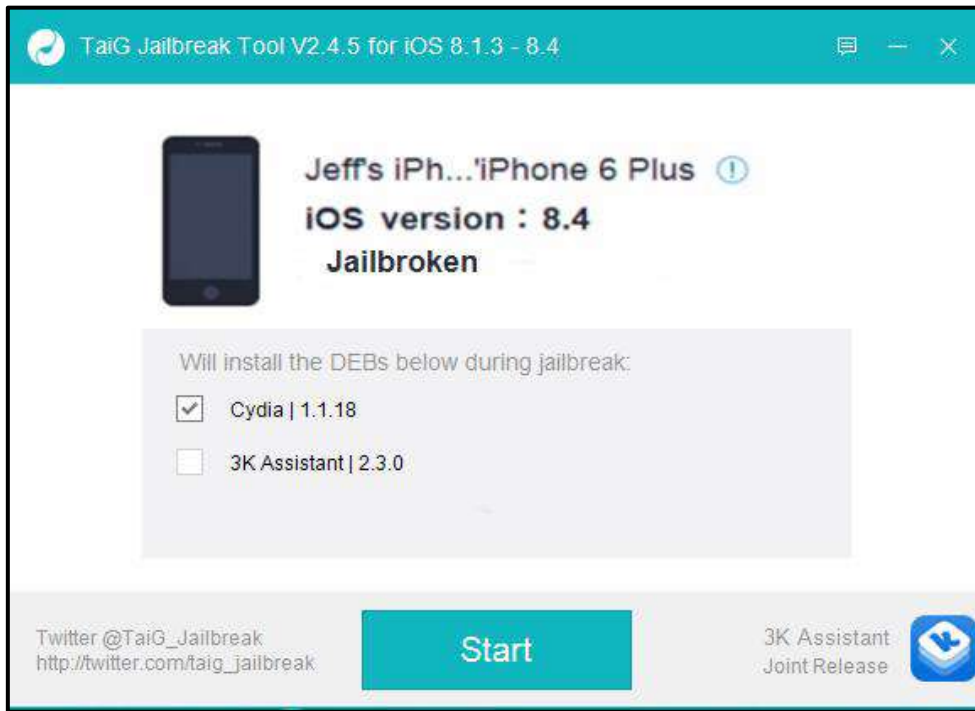 TaiG Jailbreak Tool V2.4.5 for iOS 8.1.3 - 8.4
Jeff's iPh...'iPhone 6 Plus
iOS version : 8.4
Jailbroken
Will install the DEBs below during jailbreak:
Cydia | 1.1.18
3K Assistant | 2.3.0
Twitter @TaiG_Jailbreak
http://twitter.com/taig_jailbreak
Start
3K Assistant
Joint Release